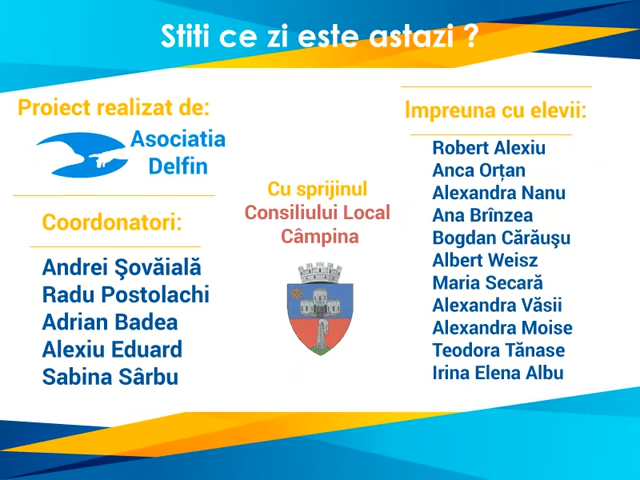 Stiti ce zi este astazi ?
Proiect realizat de:
Asociatia
Delfin
Coordonatori:
Andrei Şovăială
Radu Postolachi
Adrian Badea
Alexiu Eduard
Sabina Sârbu
Cu sprijinul
Consiliului Local
Câmpina
Impreuna cu elevii:
Robert Alexiu
Anca Orțan
Alexandra Nanu
Ana Brînzea
Bogdan Cărăuşu
Albert Weisz
Maria Secară
Alexandra Văsii
Alexandra Moise
Teodora Tănase
Irina Elena Albu